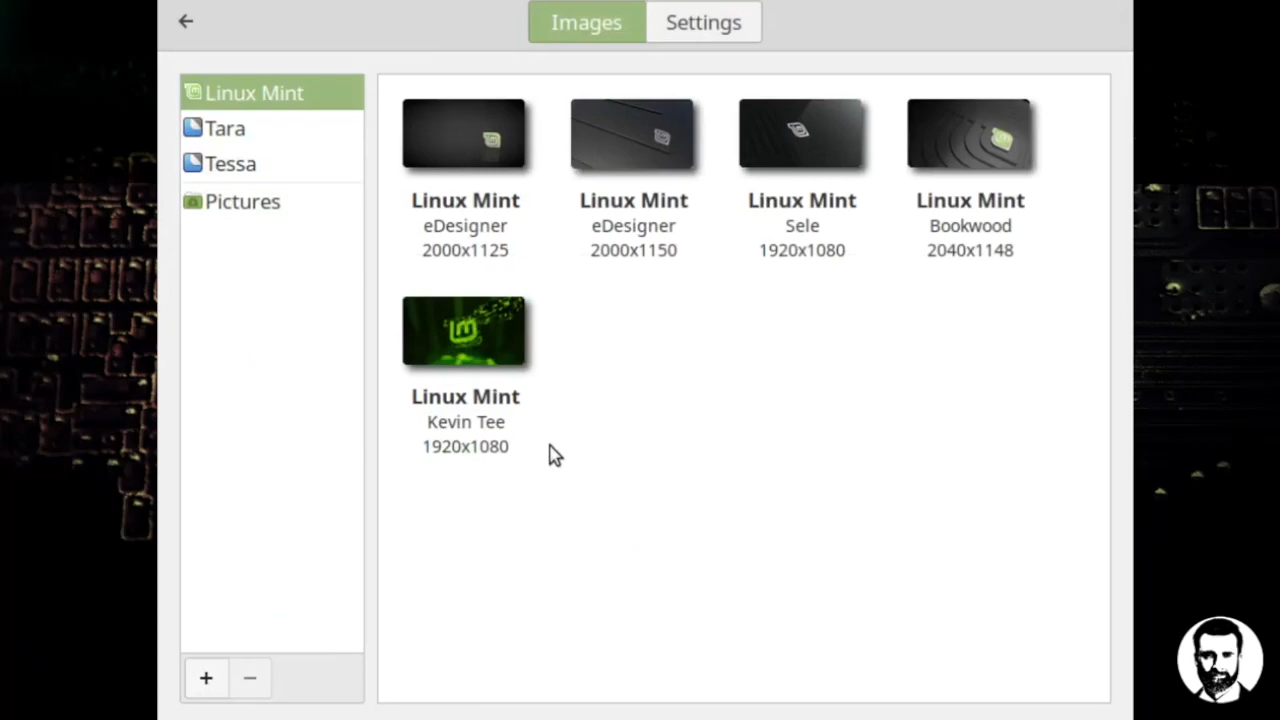 Images
Settings
Linux Mint
Tara
Tessa
Pictures
Linux Mint
eDesigner
2000x1125
Linux Mint
eDesigner
2000x1150
Linux Mint
Sele
1920x1080
Linux Mint
Bookwood
2040x1148
Linux Mint
Kevin Tee
1920x1080